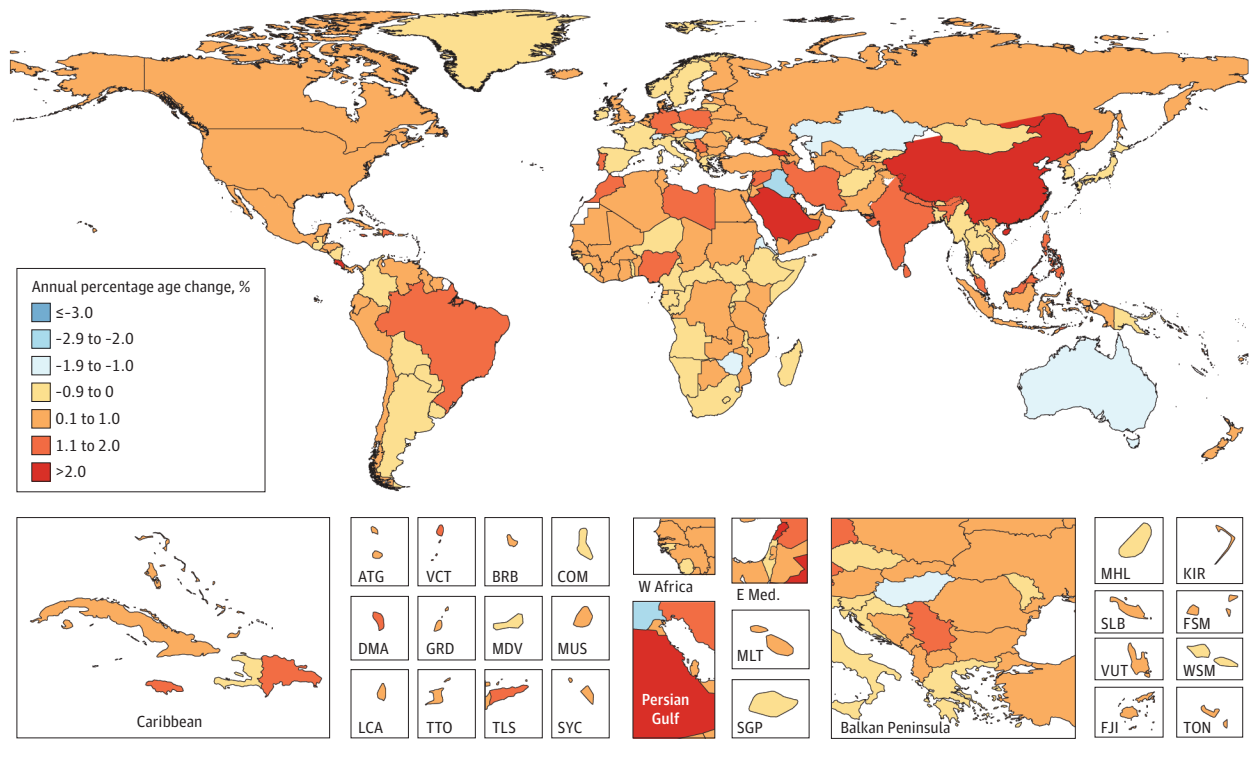 Annual percentage age change, %
≤–3.0
–2.9 to –2.0
–1.9 to –1.0
–0.9 to 0
0.1 to 1.0
1.1 to 2.0
>2.0
Caribbean
ATG
VCT
BRB
COM
DMA
GRD
MDV
MUS
LCA
TTO
TLS
SYC
W Africa
E Med.
Persian
Gulf
MLT
SGP
Balkan Peninsula
MHL
KIR
SLB
FSM
VUT
WSM
FJI
TON